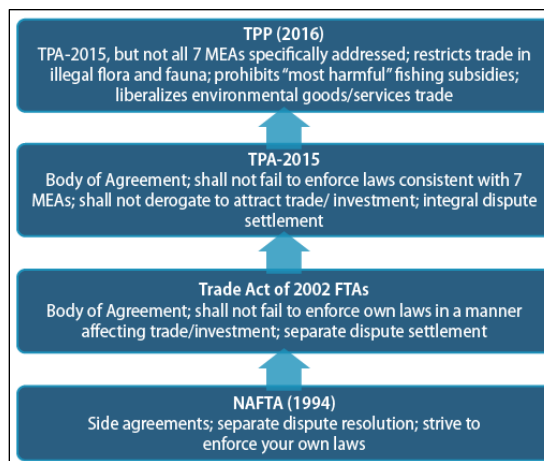 TPP (2016)
TPA-2015, but not all 7 MEAs specifically addressed; restricts trade in
illegal flora and fauna; prohibits "most harmful" fishing subsidies;
liberalizes environmental goods/services trade
TPA-2015
Body of Agreement; shall not fail to enforce laws consistent with 7
MEAs; shall not derogate to attract trade/ investment; integral dispute
settlement
Trade Act of 2002 FTAs
Body of Agreement; shall not fail to enforce own laws in a manner
affecting trade/investment; separate dispute settlement
NAFTA (1994)
Side agreements; separate dispute resolution; strive to
enforce your own laws